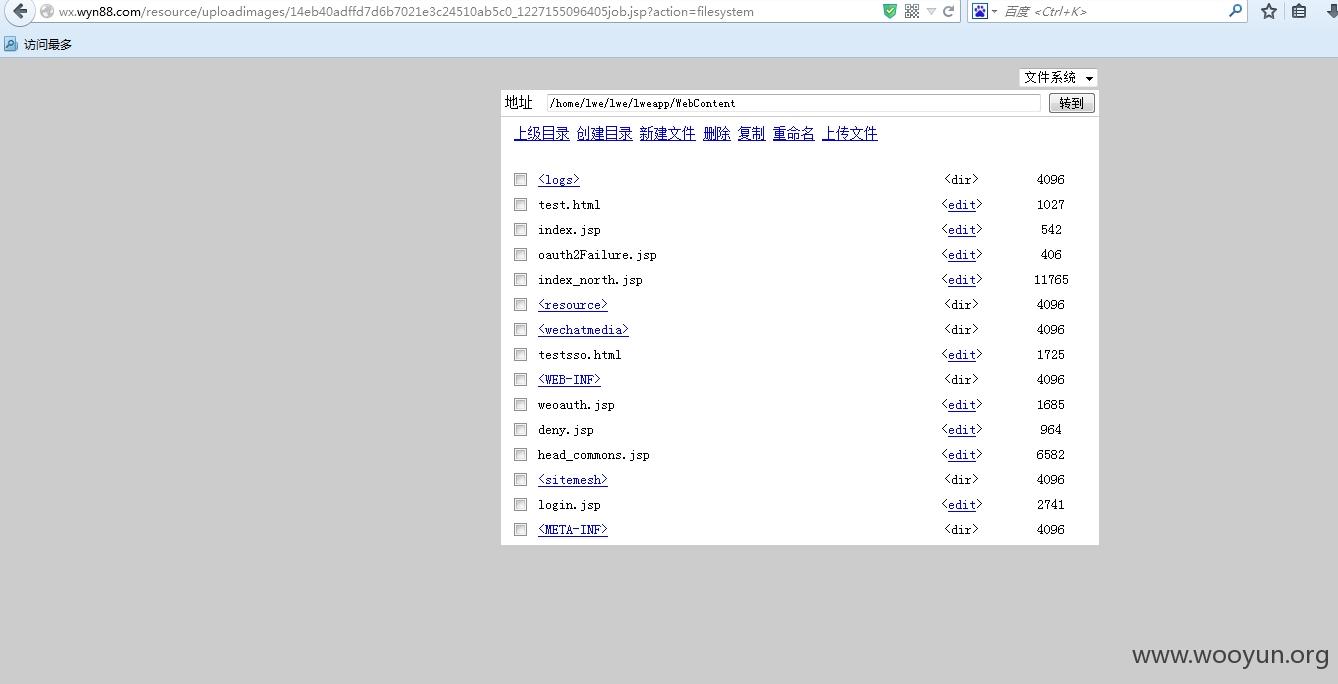 wx.wyn88.com/resource/uploadimages/14eb40adffd7d6b7021e3c24510ab5c0_1227155096405job.jsp?action=filesystem 百度 <Ctrl+K>
访问最多
文件系统
地址 /home/lwe/lwe/lweapp/WebContent 转到
上级目录 创建目录 新建文件 删除 复制 重命名 上传文件
<logs> <dir> 4096
test.html <edit> 1027
index.jsp <edit> 542
oauth2Failure.jsp <edit> 406
index_north.jsp <edit> 11765
<resource> <dir> 4096
<wechatmedia> <dir> 4096
testsso.html <edit> 1725
<WEB-INF> <dir> 4096
weoauth.jsp <edit> 1685
deny.jsp <edit> 964
head_commons.jsp <edit> 6582
<sitemesh> <dir> 4096
login.jsp <edit> 2741
<META-INF> <dir> 4096
www.wooyun.org